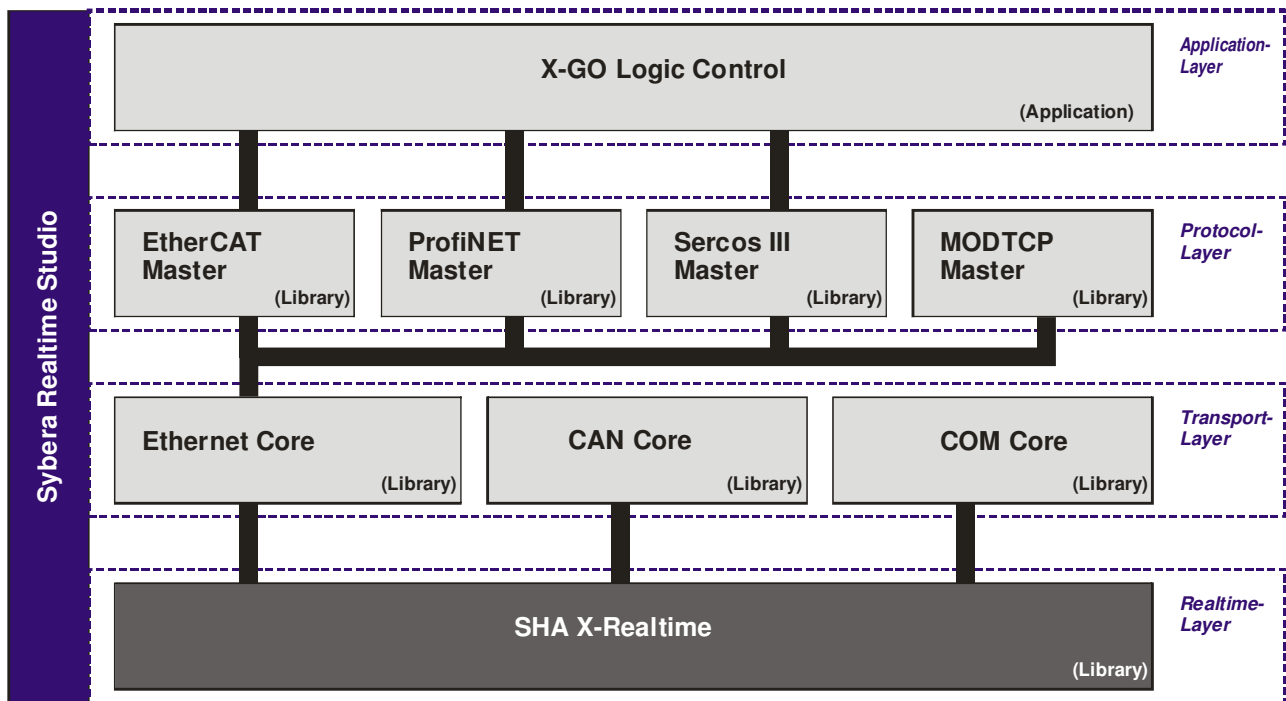 Sybera Realtime Studio
X-GO Logic Control
(Application)
Application-
Layer
EtherCAT
Master
(Library)
ProfiNET
Master
(Library)
Sercos III
Master
(Library)
MODTCP
Master
(Library)
Protocol-
Layer
Ethernet Core
(Library)
CAN Core
(Library)
COM Core
(Library)
Transport-
Layer
SHA X-Realtime
(Library)
Realtime-
Layer